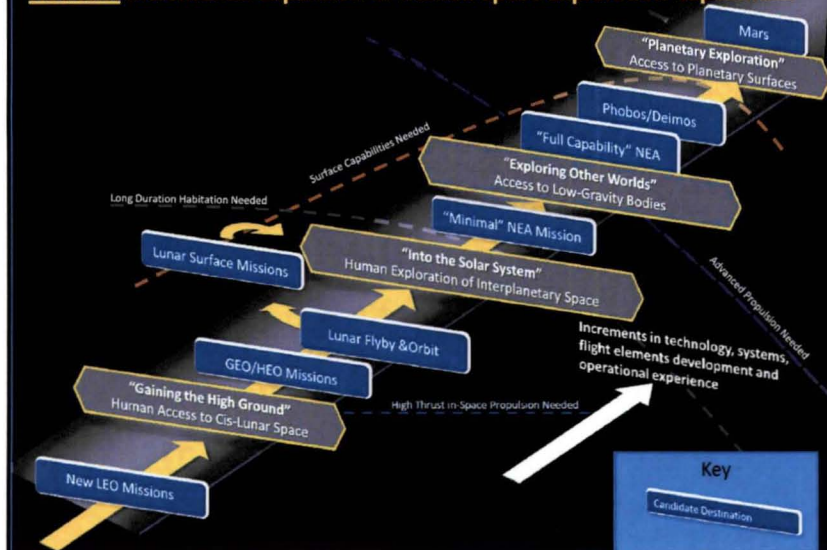 Mars
"Planetary Exploration"
Access to Planetary Surfaces
Phobos/Deimos
"Full Capability" NEA
Surface Capabilities Needed
"Exploring Other Worlds"
Access to Low-Gravity Bodies
Long Duration Habitation Needed
"Minimal" NEA Mission
Lunar Surface Missions
"Into the Solar System"
Human Exploration of Interplanetary Space
Advanced Propulsion Needed
Lunar Flyby &Orbit
Increments in technology, systems,
flight elements development and
operational experience
GEO/HEO Missions
"Gaining the High Ground"
Human Access to Cis-Lunar Space
High Thrust in-Space Propulsion Needed
New LEO Missions
Key
Candidate Destination